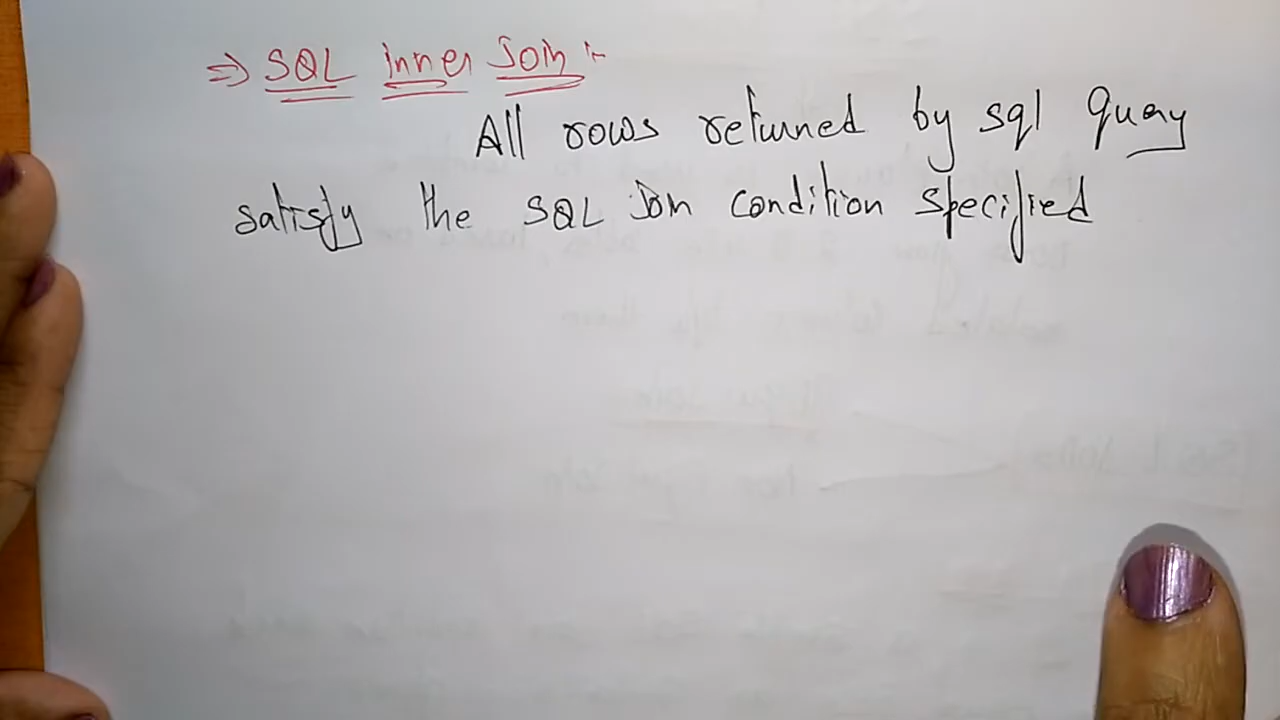 ⇒ SQL inner Join :-
All rows returned by sql query
satisfy the SQL Join condition specified